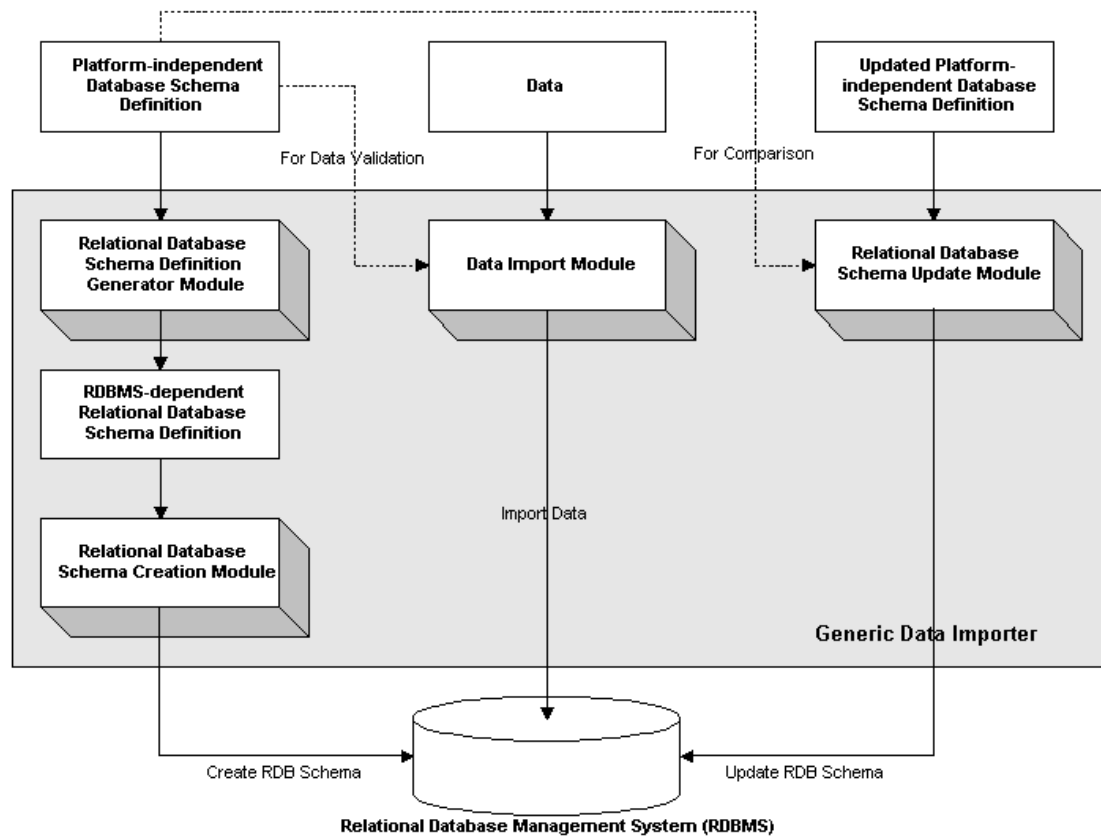 Platform-independent
Database Schema
Definition
Data
Updated Platform-
independent Database
Schema Definition
For Data Validation
For Comparison
Relational Database
Schema Definition
Generator Module
Data Import Module
Relational Database
Schema Update Module
RDBMS-dependent
Relational Database
Schema Definition
Import Data
Relational Database
Schema Creation Module
Generic Data Importer
Create RDB Schema
Update RDB Schema
Relational Database Management System (RDBMS)